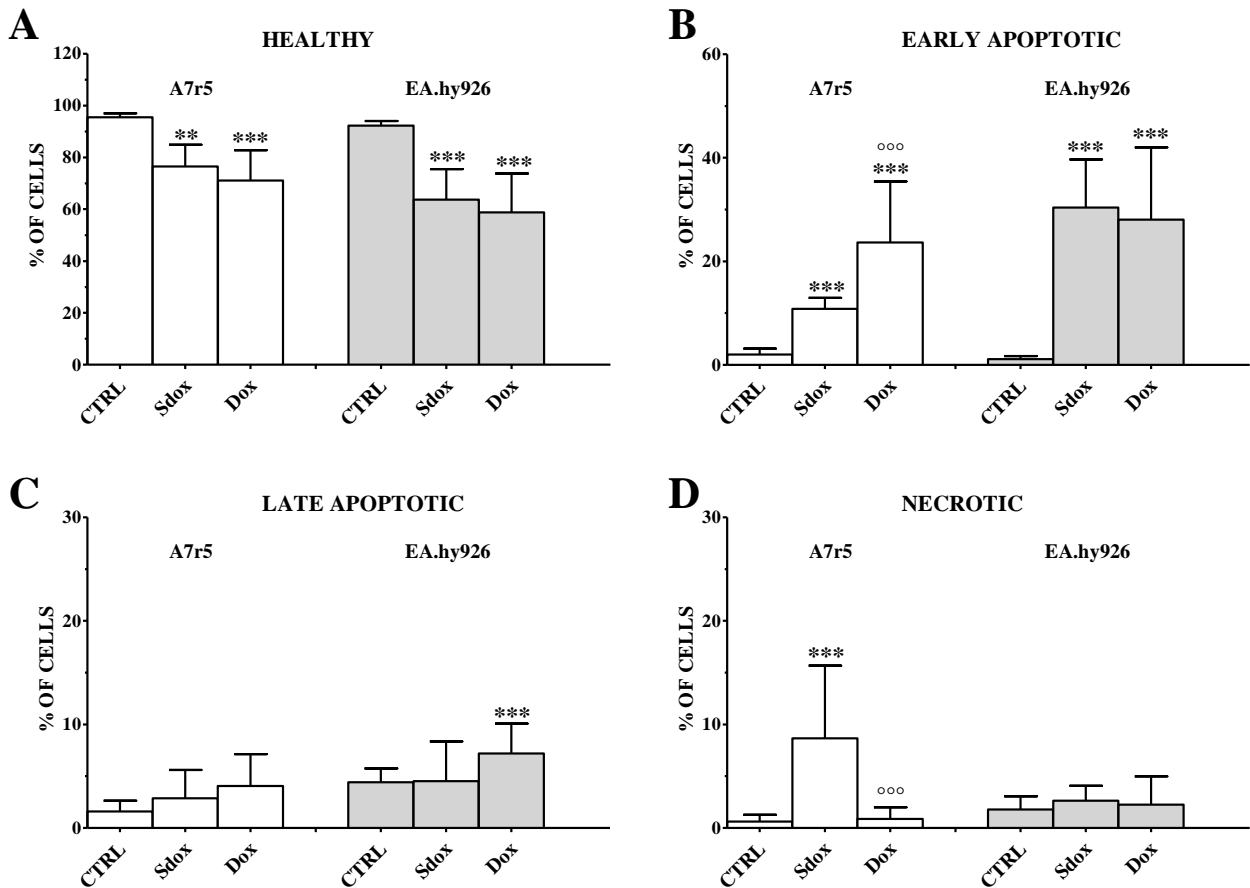 A
HEALTHY
120
100
80
60
40
20
0
% OF CELLS
A7r5
EA.hy926
**
***
***
***
CTRL
Sdox
Dox
CTRL
Sdox
Dox
B
EARLY APOPTOTIC
60
40
20
0
% OF CELLS
A7r5
EA.hy926
***
°°°
***
***
***
CTRL
Sdox
Dox
CTRL
Sdox
Dox
C
LATE APOPTOTIC
30
20
10
0
% OF CELLS
A7r5
EA.hy926
***
CTRL
Sdox
Dox
CTRL
Sdox
Dox
D
NECROTIC
30
20
10
0
% OF CELLS
A7r5
EA.hy926
***
°°°
CTRL
Sdox
Dox
CTRL
Sdox
Dox